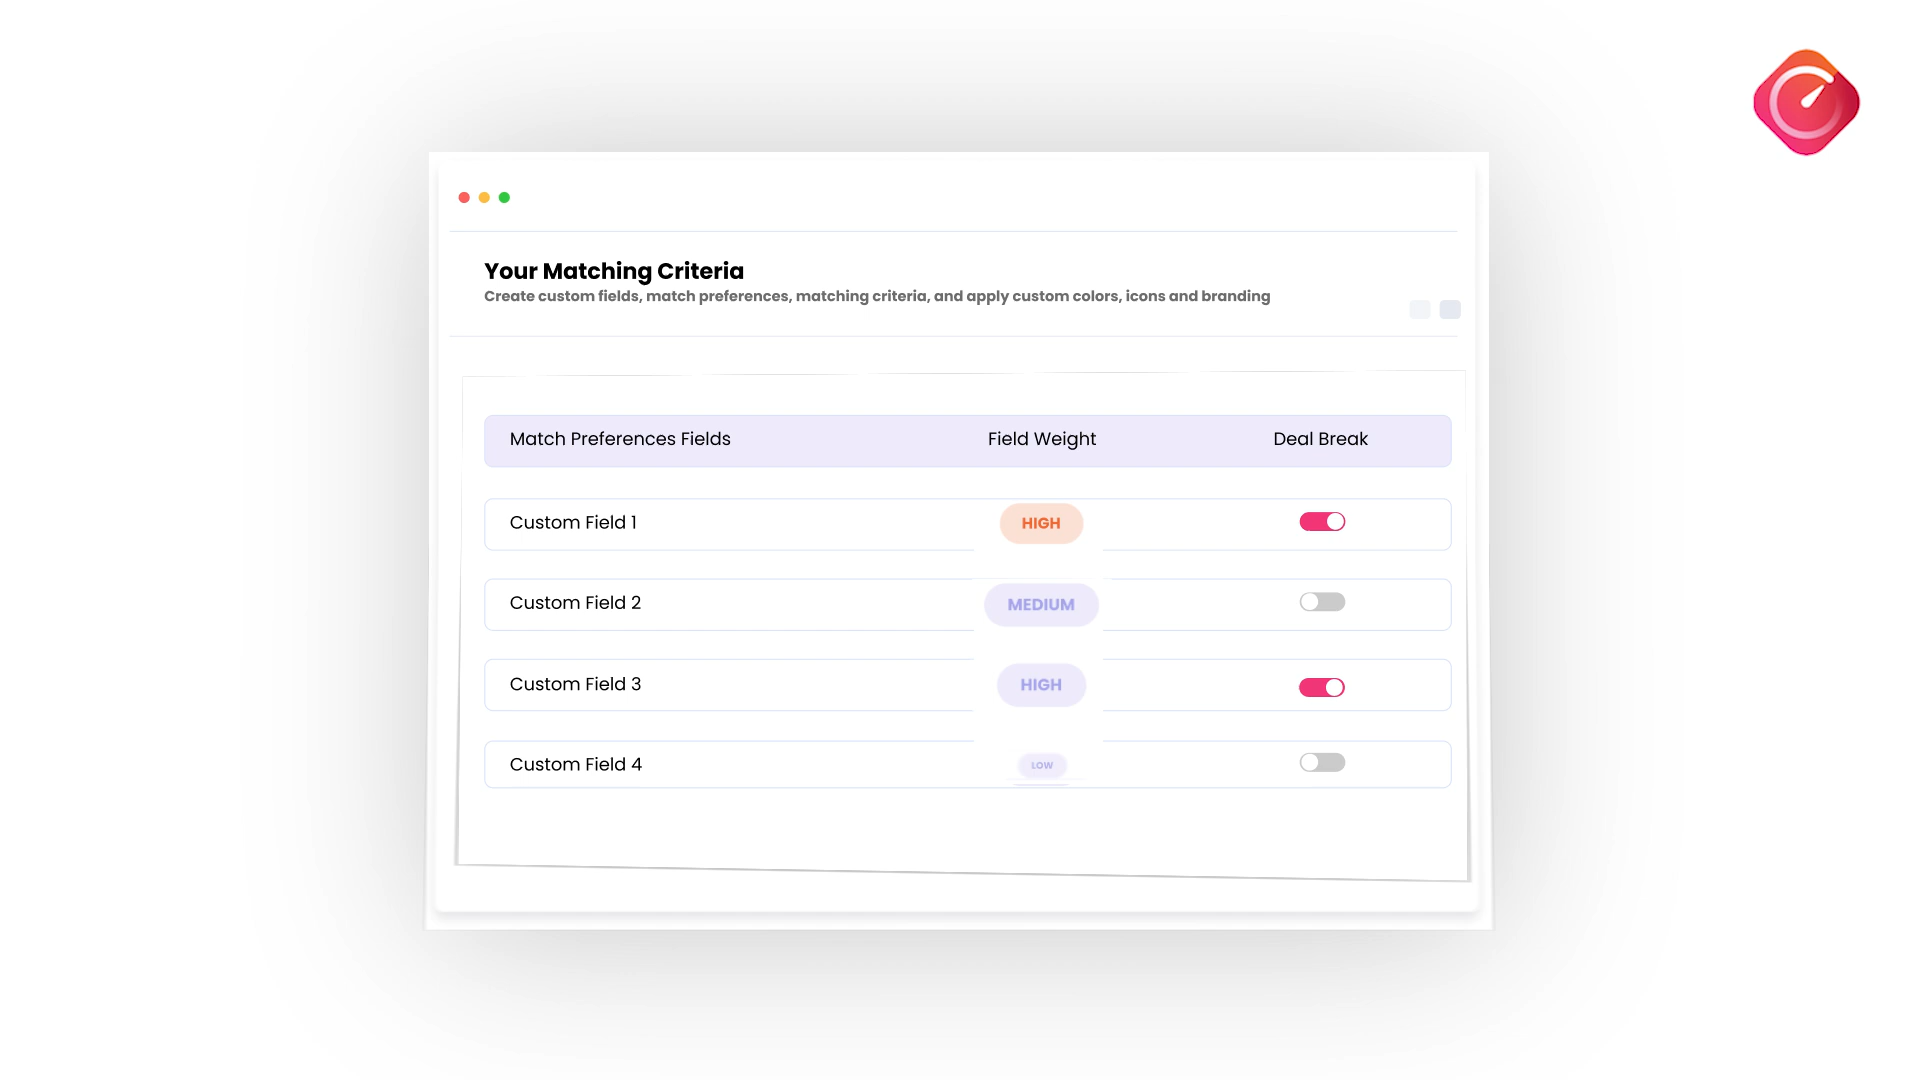 Your Matching Criteria
Create custom fields, match preferences, matching criteria, and apply custom colors, icons and branding
Match Preferences Fields Field Weight Deal Break
Custom Field 1 HIGH
Custom Field 2 MEDIUM
Custom Field 3 HIGH
Custom Field 4 LOW